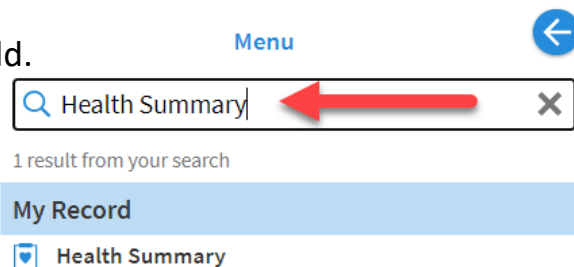 Menu
ld.
Health Summary
1 result from your search
My Record
Health Summary